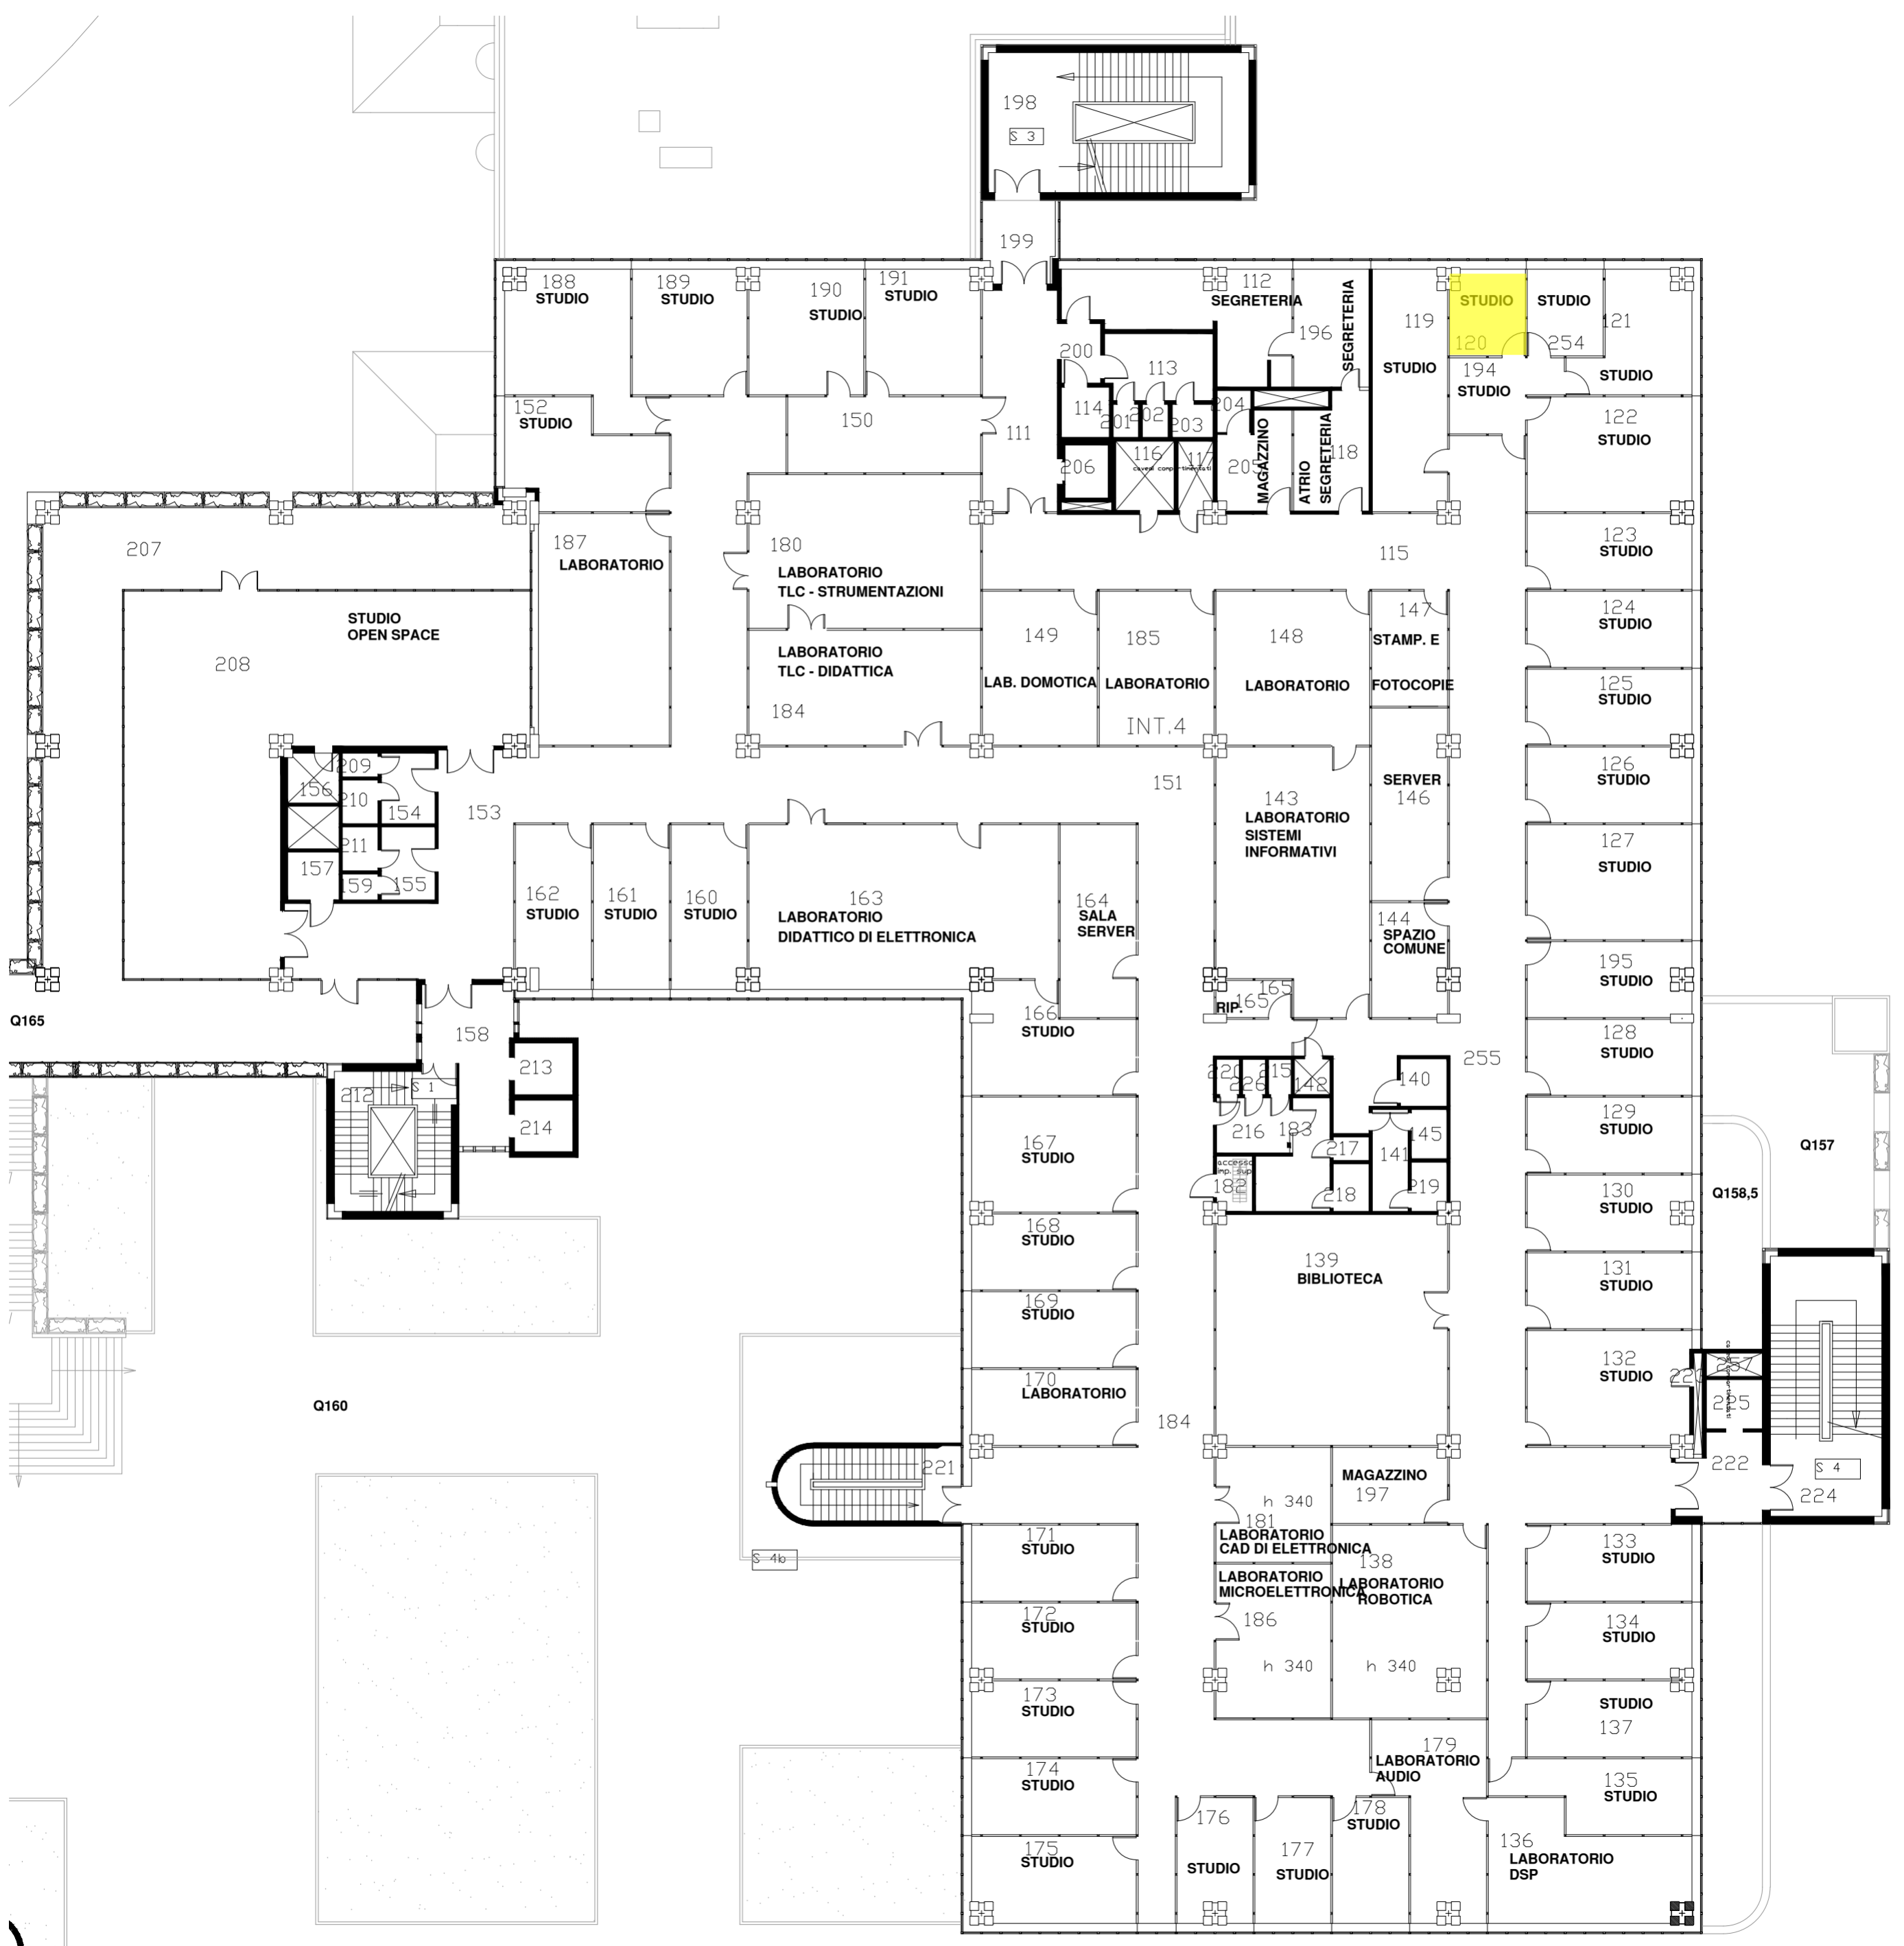 198
S 3
199
188
STUDIO
189
STUDIO
190
STUDIO
191
STUDIO
112
SEGRETERIA
196
SEGRETERIA
119
STUDIO
STUDIO
120
STUDIO
254
121
STUDIO
194
STUDIO
200
113
114
201
202
203
204
152
STUDIO
150
111
206
116
117
205
MAGAZZINO
ATRIO
SEGRETERIA
118
122
STUDIO
207
187
LABORATORIO
180
LABORATORIO
TLC - STRUMENTAZIONI
115
123
STUDIO
STUDIO
OPEN SPACE
208
LABORATORIO
TLC - DIDATTICA
184
149
LAB. DOMOTICA
185
LABORATORIO
INT.4
148
LABORATORIO
147
STAMP. E
FOTOCOPIE
124
STUDIO
125
STUDIO
156
209
210
154
211
157
159
155
153
151
143
LABORATORIO
SISTEMI
INFORMATIVI
SERVER
146
126
STUDIO
127
STUDIO
162
STUDIO
161
STUDIO
160
STUDIO
163
LABORATORIO
DIDATTICO DI ELETTRONICA
164
SALA
SERVER
144
SPAZIO
COMUNE
195
STUDIO
Q165
158
213
214
212
S 1
166
STUDIO
165
165
RIP.
255
128
STUDIO
220
226
215
142
140
216
183
217
141
145
accesso
imp. sup.
182
218
219
167
STUDIO
129
STUDIO
Q157
130
STUDIO
Q158,5
168
STUDIO
139
BIBLIOTECA
131
STUDIO
169
STUDIO
170
LABORATORIO
132
STUDIO
225
Q160
184
221
222
S 4
224
MAGAZZINO
197
h 340
181
LABORATORIO
CAD DI ELETTRONICA
S 4b
171
STUDIO
138
LABORATORIO
ROBOTICA
LABORATORIO
MICROELETTRONICA
133
STUDIO
172
STUDIO
186
134
STUDIO
h 340
h 340
173
STUDIO
STUDIO
137
179
LABORATORIO
AUDIO
174
STUDIO
135
STUDIO
176
STUDIO
177
STUDIO
178
STUDIO
175
STUDIO
136
LABORATORIO
DSP